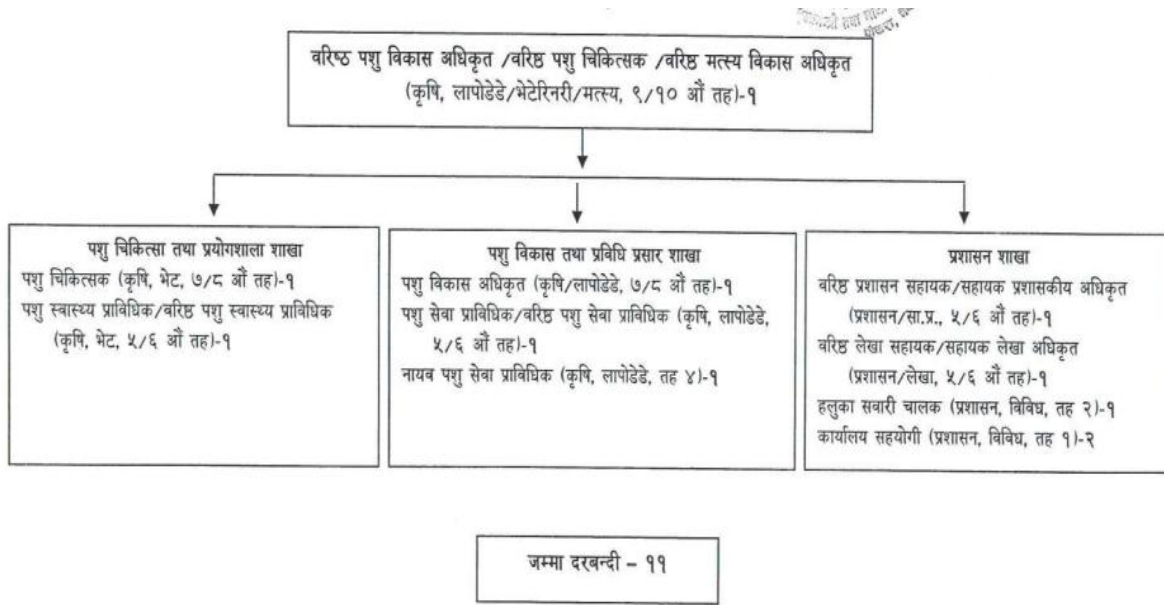 वरिष्ठ पशु विकास अधिकृत /वरिष्ठ पशु चिकित्सक /वरिष्ठ मत्स्य विकास अधिकृत
(कृषि, लापोडेडे/भेटेरिनरी/मत्स्य, ९/१० औं तह)-१
पशु चिकित्सा तथा प्रयोगशाला शाखा
पशु चिकित्सक (कृषि, भेट, ७/८ औं तह)-१
पशु स्वास्थ्य प्राविधिक/वरिष्ठ पशु स्वास्थ्य प्राविधिक
(कृषि, भेट, ५/६ औं तह)-१
पशु विकास तथा प्रविधि प्रसार शाखा
पशु विकास अधिकृत (कृषि/लापोडेडे, ७/८ औं तह)-१
पशु सेवा प्राविधिक/वरिष्ठ पशु सेवा प्राविधिक (कृषि, लापोडेडे,
५/६ औं तह)-१
नायव पशु सेवा प्राविधिक (कृषि, लापोडेडे, तह ४)-१
प्रशासन शाखा
वरिष्ठ प्रशासन सहायक/सहायक प्रशासकीय अधिकृत
(प्रशासन/सा.प्र., ५/६ औं तह)-१
वरिष्ठ लेखा सहायक/सहायक लेखा अधिकृत
(प्रशासन/लेखा, ५/६ औं तह)-१
हलुका सवारी चालक (प्रशासन, विविध, तह २)-१
कार्यालय सहयोगी (प्रशासन, विविध, तह १)-२
जम्मा दरबन्दी – ११